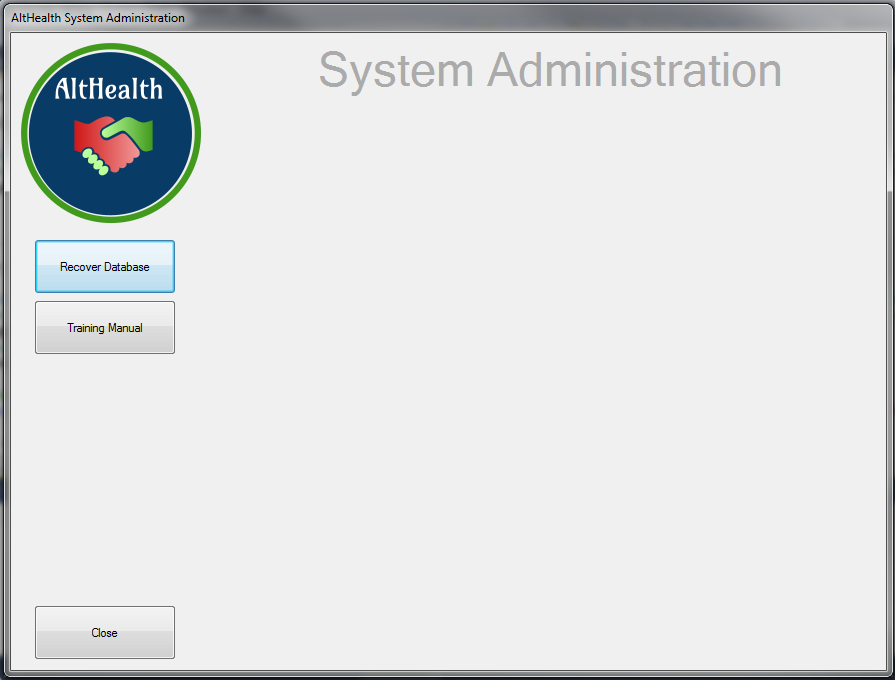 AltHealth System Administration
AltHealth
System Administration
Recover Database
Training Manual
Close